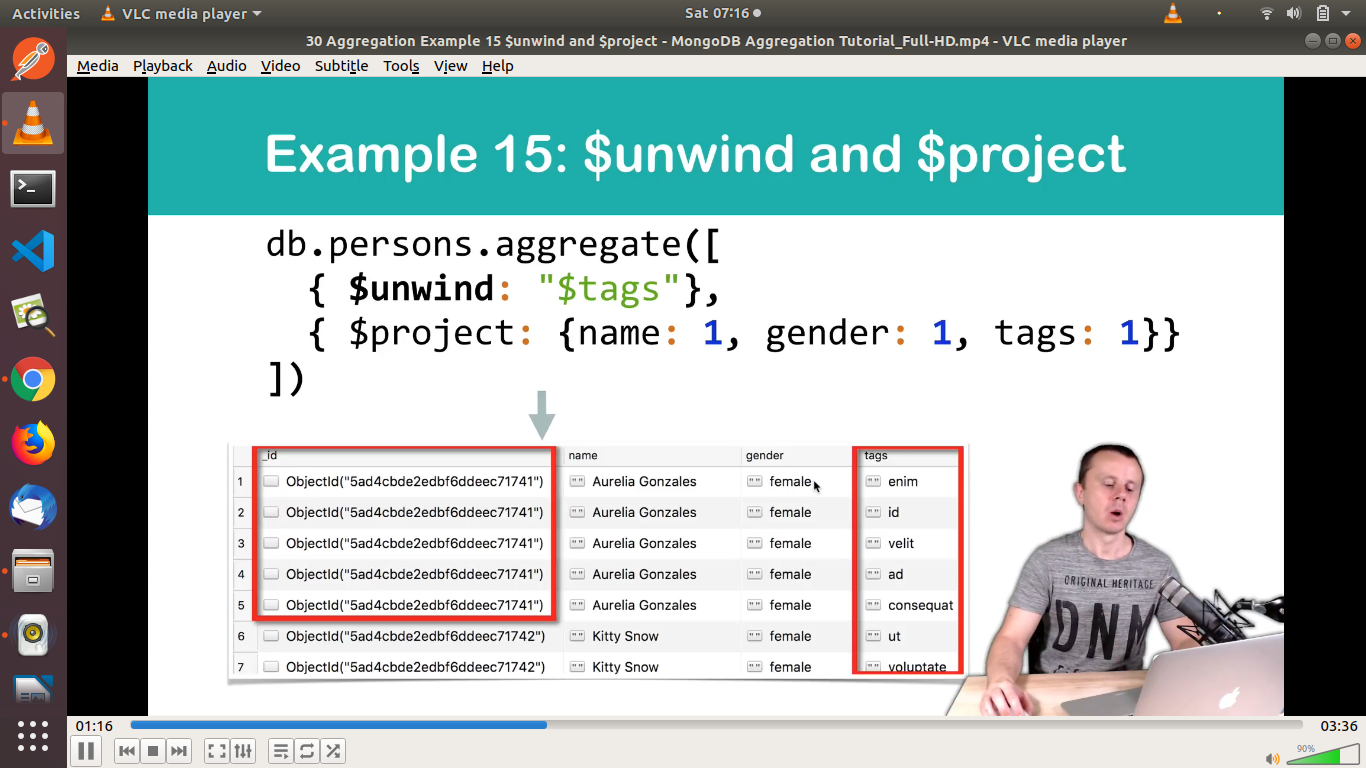 Activities VLC media player Sat 07:16
30 Aggregation Example 15 $unwind and $project - MongoDB Aggregation Tutorial_Full-HD.mp4 - VLC media player
Media Playback Audio Video Subtitle Tools View Help
Example 15: $unwind and $project
db.persons.aggregate([
{ $unwind: "$tags"},
{ $project: {name: 1, gender: 1, tags: 1}}
])
_id name gender tags
1 ObjectId("5ad4cbde2edbf6ddeec71741") "" Aurelia Gonzales "" female "" enim
2 ObjectId("5ad4cbde2edbf6ddeec71741") "" Aurelia Gonzales "" female "" id
3 ObjectId("5ad4cbde2edbf6ddeec71741") "" Aurelia Gonzales "" female "" velit
4 ObjectId("5ad4cbde2edbf6ddeec71741") "" Aurelia Gonzales "" female "" ad
5 ObjectId("5ad4cbde2edbf6ddeec71741") "" Aurelia Gonzales "" female "" consequat
6 ObjectId("5ad4cbde2edbf6ddeec71742") "" Kitty Snow "" female "" ut
7 ObjectId("5ad4cbde2edbf6ddeec71742") "" Kitty Snow "" female "" voluptate
ORIGINAL HERITAGE
DNM
01:16 03:36
90%